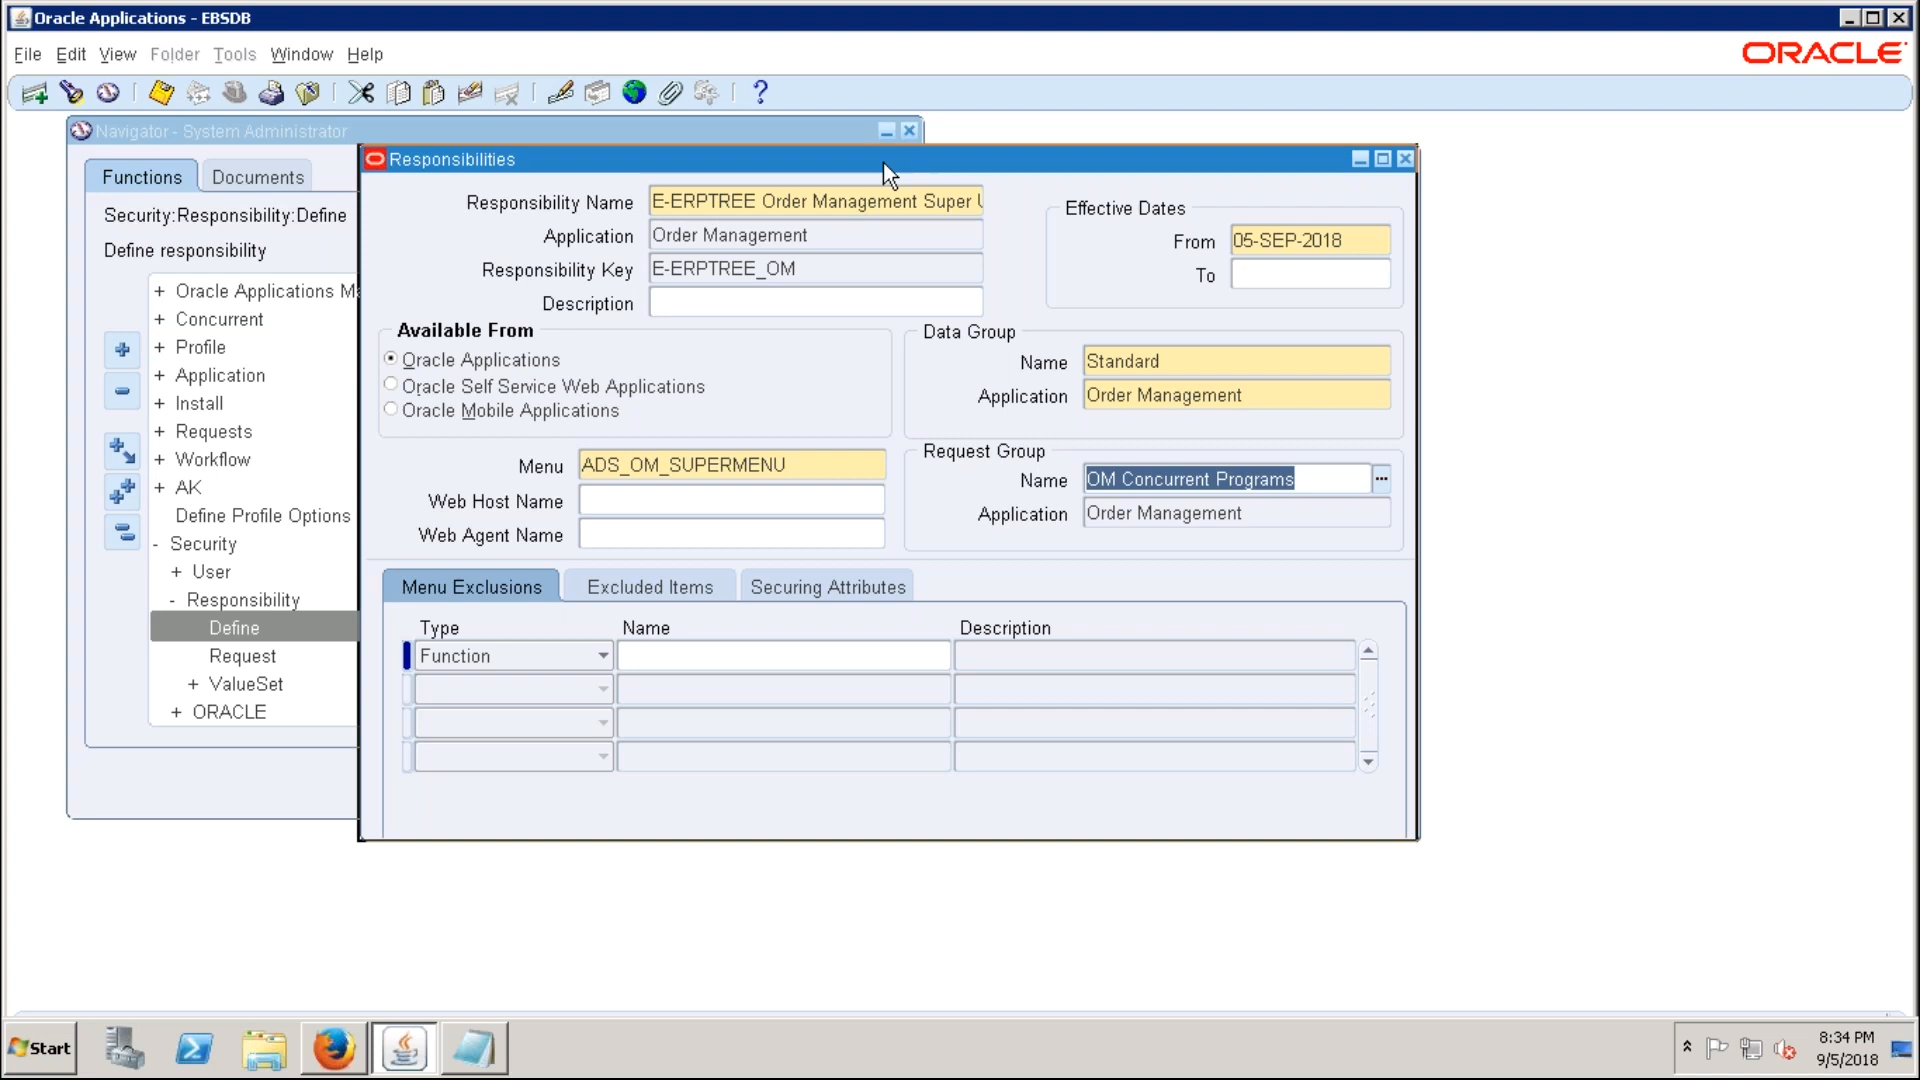 Oracle Applications - EBSDB
File Edit View Folder Tools Window Help
ORACLE
Navigator - System Administrator
Functions Documents
Security:Responsibility:Define
Define responsibility
+ Oracle Applications Ma
+ Concurrent
+ Profile
+ Application
+ Install
+ Requests
+ Workflow
+ AK
Define Profile Options
- Security
+ User
- Responsibility
Define
Request
+ ValueSet
+ ORACLE
Responsibilities
Responsibility Name E-ERPTREE Order Management Super U
Application Order Management
Responsibility Key E-ERPTREE_OM
Description
Effective Dates
From 05-SEP-2018
To
Available From
Oracle Applications
Oracle Self Service Web Applications
Oracle Mobile Applications
Data Group
Name Standard
Application Order Management
Menu ADS_OM_SUPERMENU
Web Host Name
Web Agent Name
Request Group
Name OM Concurrent Programs ...
Application Order Management
Menu Exclusions Excluded Items Securing Attributes
Type Name Description
Function
Start
8:34 PM
9/5/2018